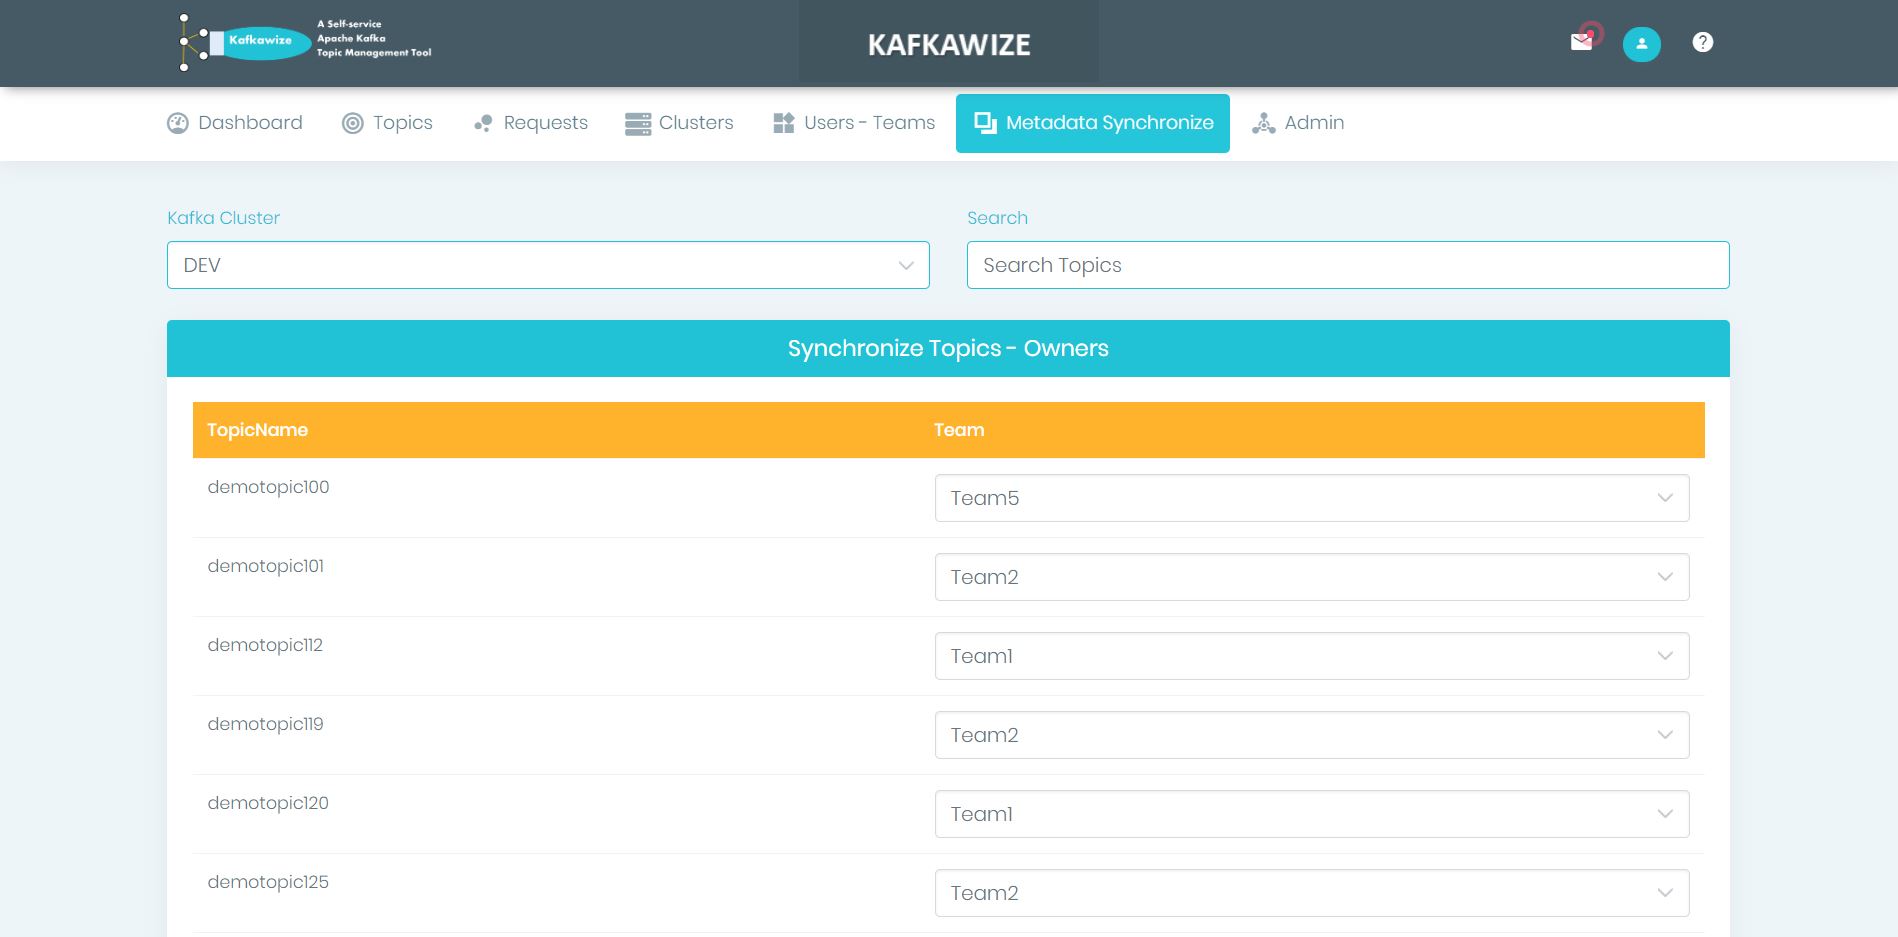 Kafkawize
A Self-service
Apache Kafka
Topic Management Tool
KAFKAWIZE
?
Dashboard Topics Requests Clusters Users - Teams Metadata Synchronize Admin
Kafka Cluster Search
DEV Search Topics
Synchronize Topics - Owners
TopicName Team
demotopic100 Team5
demotopic101 Team2
demotopic112 Team1
demotopic119 Team2
demotopic120 Team1
demotopic125 Team2